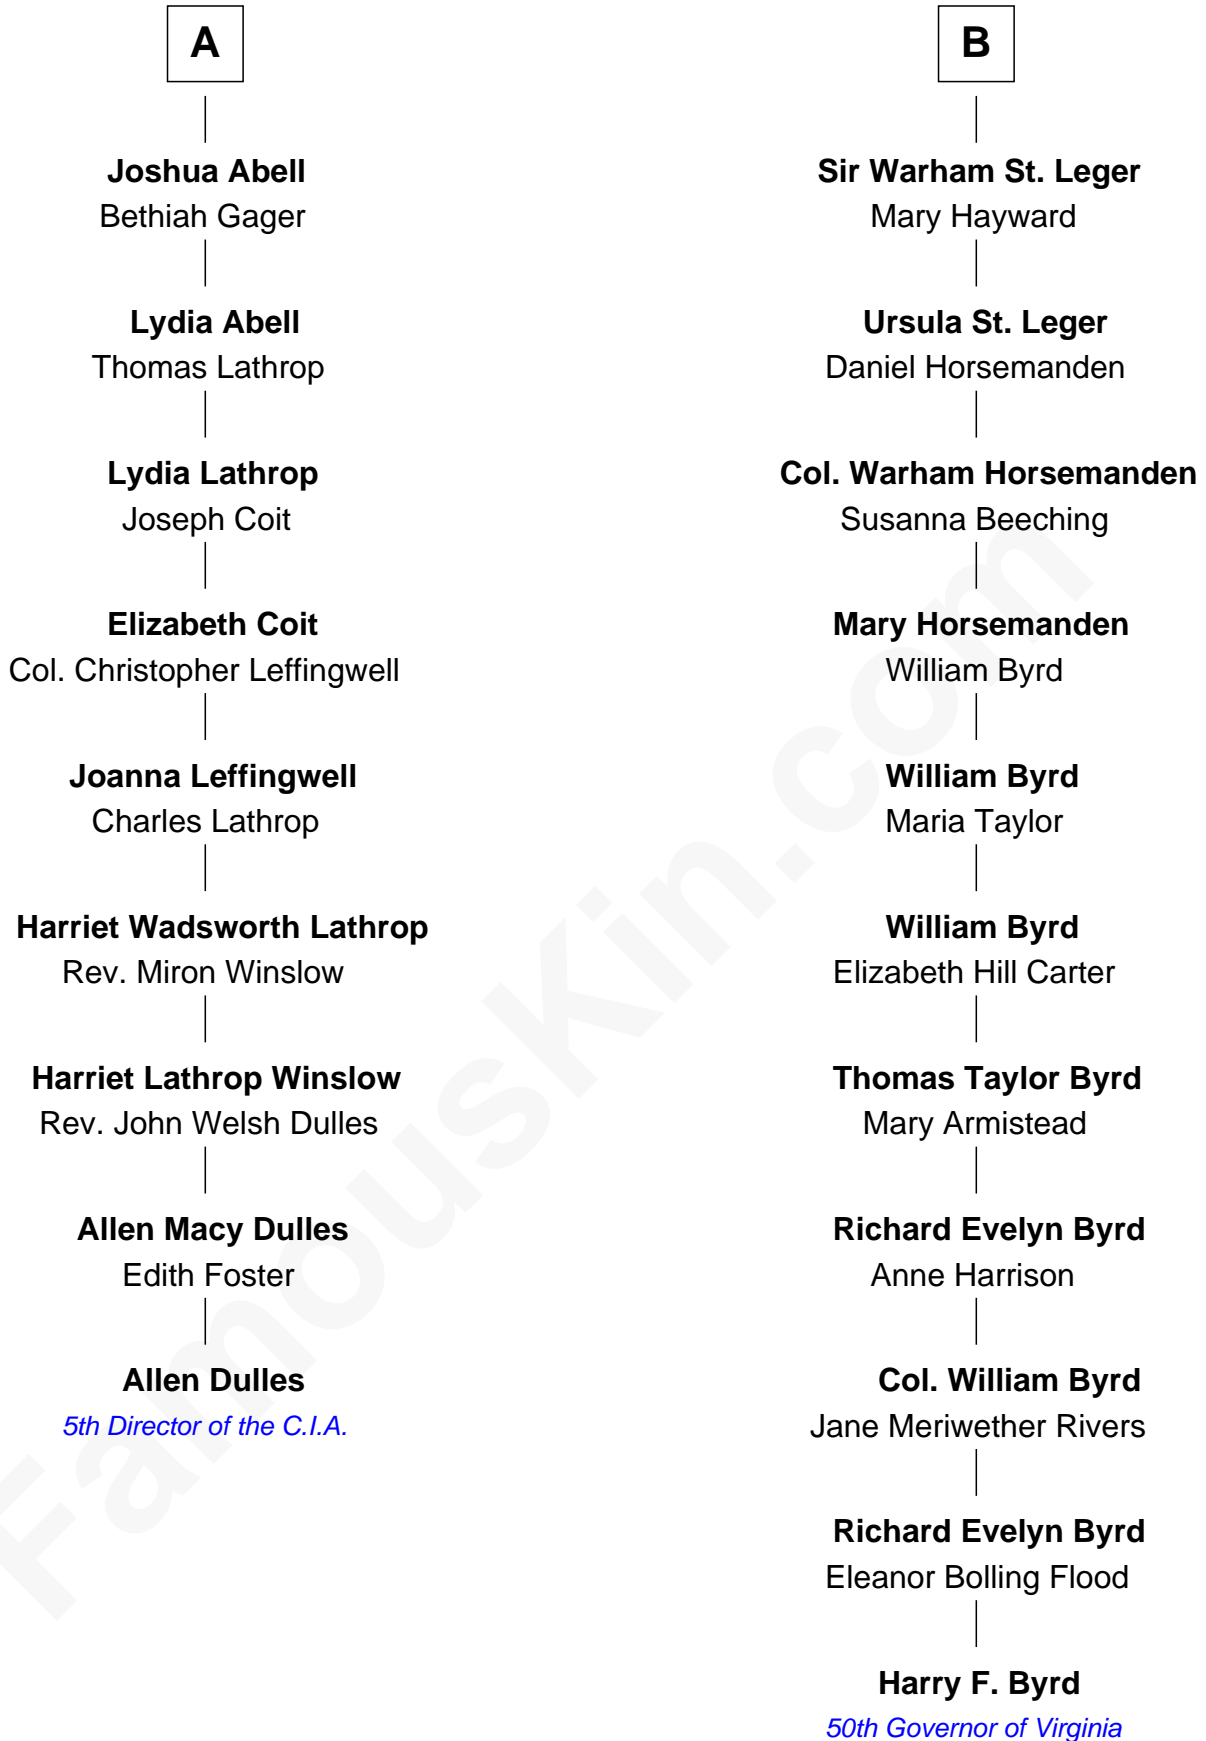 A
Joshua Abell
Bethiah Gager
Lydia Abell
Thomas Lathrop
Lydia Lathrop
Joseph Coit
Elizabeth Coit
Col. Christopher Leffingwell
Joanna Leffingwell
Charles Lathrop
Harriet Wadsworth Lathrop
Rev. Miron Winslow
Harriet Lathrop Winslow
Rev. John Welsh Dulles
Allen Macy Dulles
Edith Foster
Allen Dulles
5th Director of the C.I.A.
B
Sir Warham St. Leger
Mary Hayward
Ursula St. Leger
Daniel Horsemanden
Col. Warham Horsemanden
Susanna Beeching
Mary Horsemanden
William Byrd
William Byrd
Maria Taylor
William Byrd
Elizabeth Hill Carter
Thomas Taylor Byrd
Mary Armistead
Richard Evelyn Byrd
Anne Harrison
Col. William Byrd
Jane Meriwether Rivers
Richard Evelyn Byrd
Eleanor Bolling Flood
Harry F. Byrd
50th Governor of Virginia
FamousKin.com